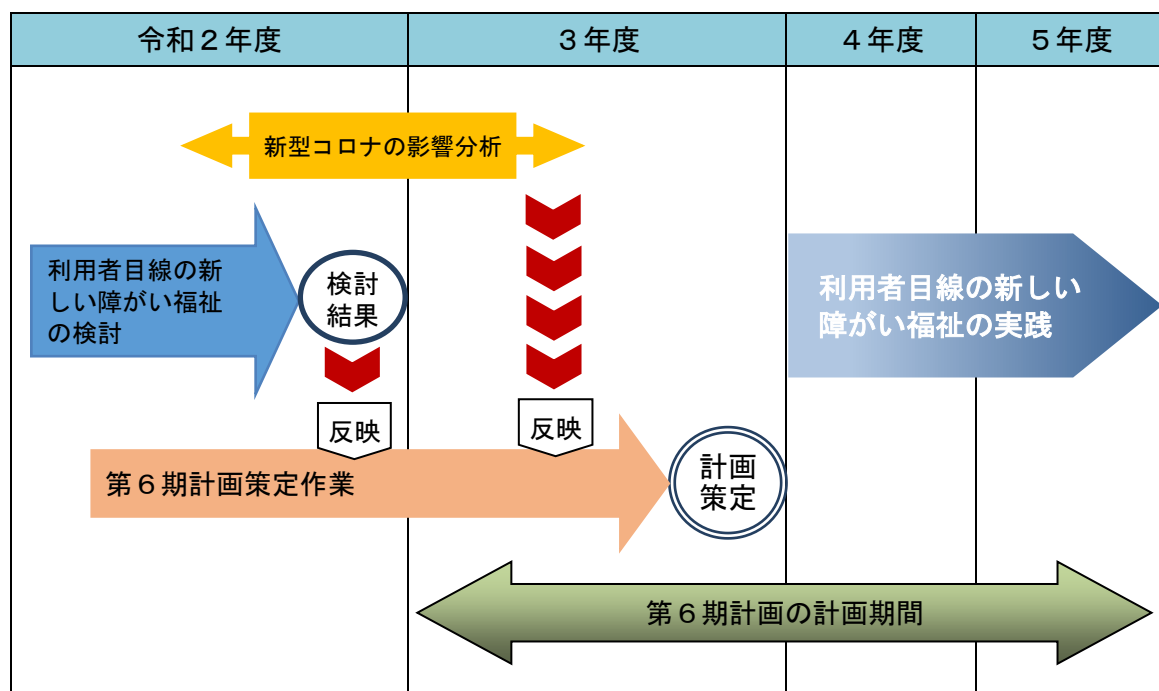 令和２年度
３年度
４年度
５年度
新型コロナの影響分析
利用者目線の新
しい障がい福祉
の検討
検討
結果
利用者目線の新しい
障がい福祉の実践
反映
反映
第６期計画策定作業
計画
策定
第６期計画の計画期間